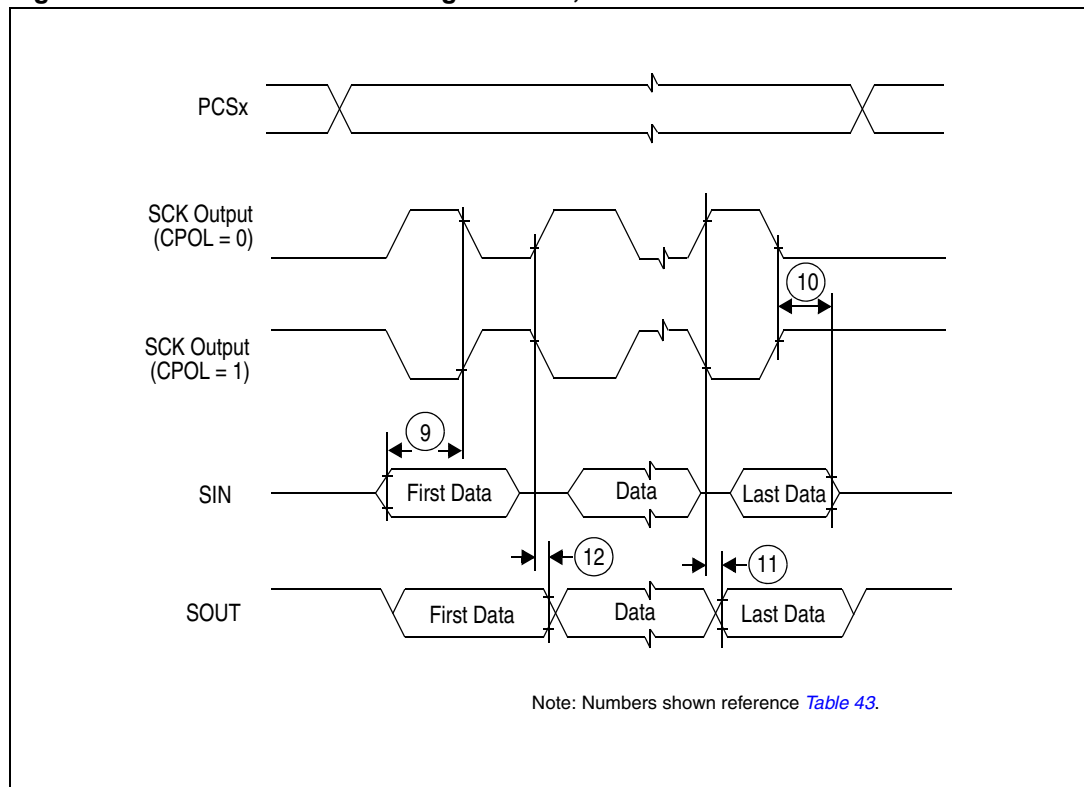 PCSx
SCK Output
(CPOL = 0)
10
SCK Output
(CPOL = 1)
9
SIN
First Data
Data
Last Data
12
11
SOUT
First Data
Data
Last Data
Note: Numbers shown reference Table 43.